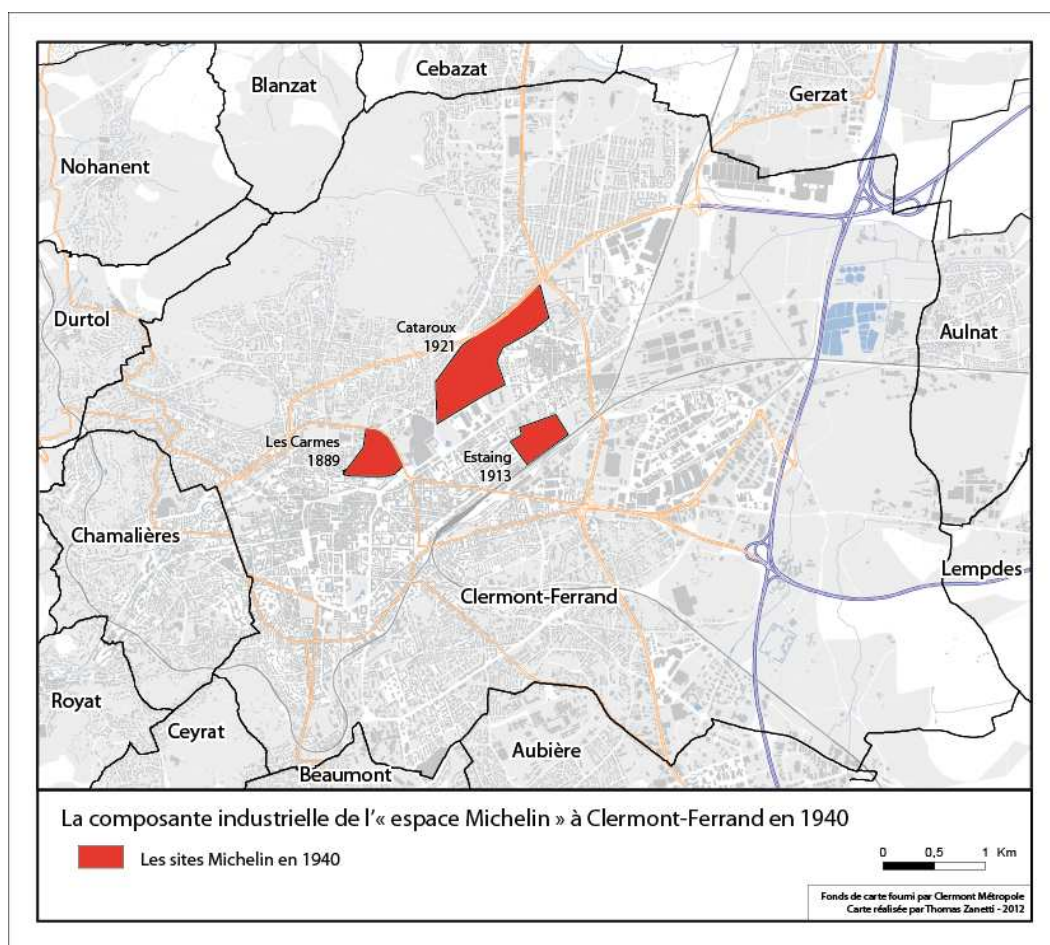 Cebazat
Blanzat
Gerzat
Nohanent
Durtol
Cataroux
1921
Aulnat
Les Carmes
1889
Estaing
1913
Chamalières
Lempdes
Clermont-Ferrand
Royat
Ceyrat
Aubière
Beaumont
La composante industrielle de l'« espace Michelin » à Clermont-Ferrand en 1940
Les sites Michelin en 1940
0 0,5 1 Km
Fonds de carte fourni par Clermont Métropole
Carte réalisée par Thomas Zanetti - 2012